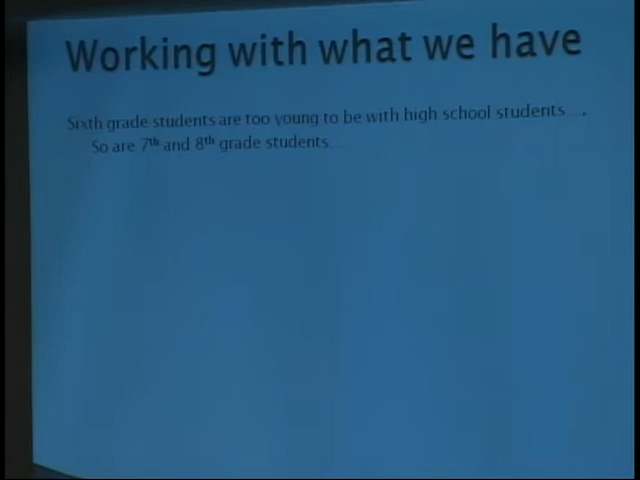 Working with what we have
Sixth grade students are too young to be with high school students....
So are 7th and 8th grade students...